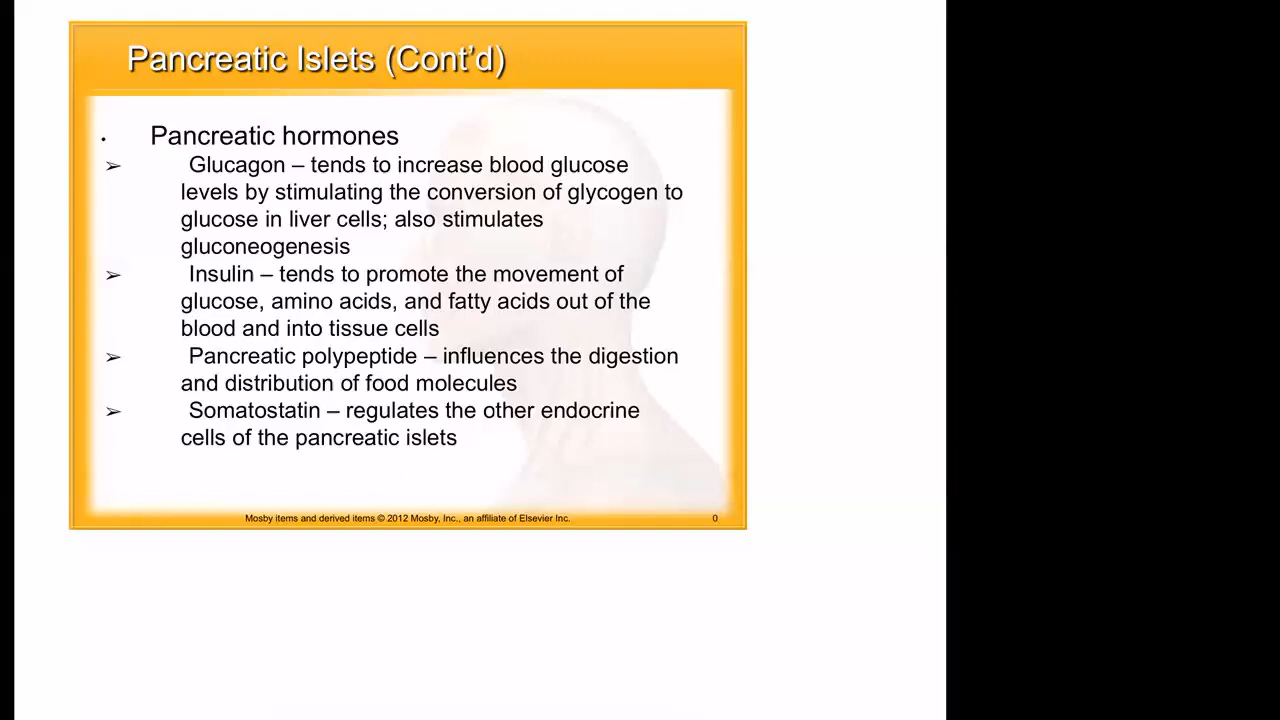 Pancreatic Islets (Cont’d)
• Pancreatic hormones
➢ Glucagon – tends to increase blood glucose
levels by stimulating the conversion of glycogen to
glucose in liver cells; also stimulates
gluconeogenesis
➢ Insulin – tends to promote the movement of
glucose, amino acids, and fatty acids out of the
blood and into tissue cells
➢ Pancreatic polypeptide – influences the digestion
and distribution of food molecules
➢ Somatostatin – regulates the other endocrine
cells of the pancreatic islets
Mosby items and derived items © 2012 Mosby, Inc., an affiliate of Elsevier Inc. 0